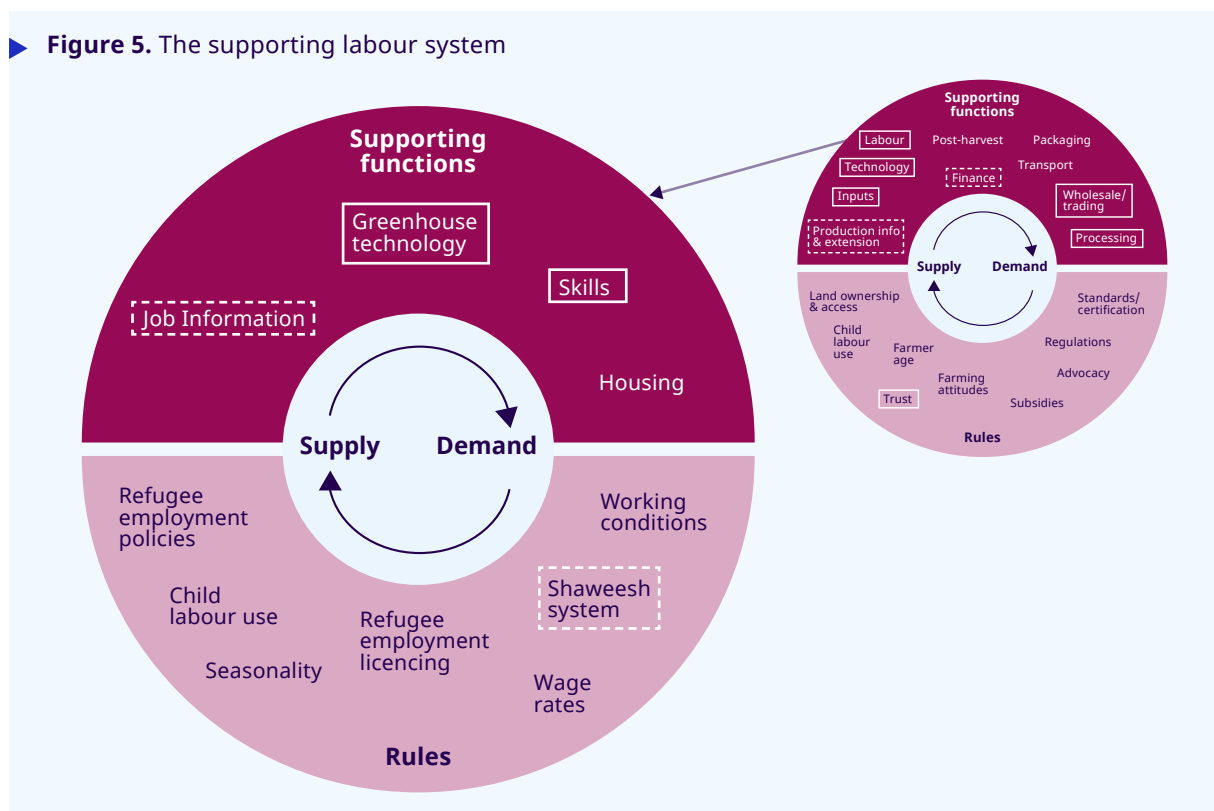 Figure 5. The supporting labour system
Supporting
functions
Greenhouse
technology
Skills
Job Information
Housing
Supply
Demand
Refugee
employment
policies
Working
conditions
Child
labour use
Shaweesh
system
Refugee
employment
licencing
Seasonality
Wage
rates
Rules
Supporting
functions
Labour
Post-harvest
Packaging
Technology
Transport
Finance
Inputs
Wholesale/
trading
Production info
& extension
Processing
Supply
Demand
Land ownership
& access
Standards/
certification
Child
labour
use
Farmer
age
Regulations
Farming
attitudes
Advocacy
Trust
Subsidies
Rules